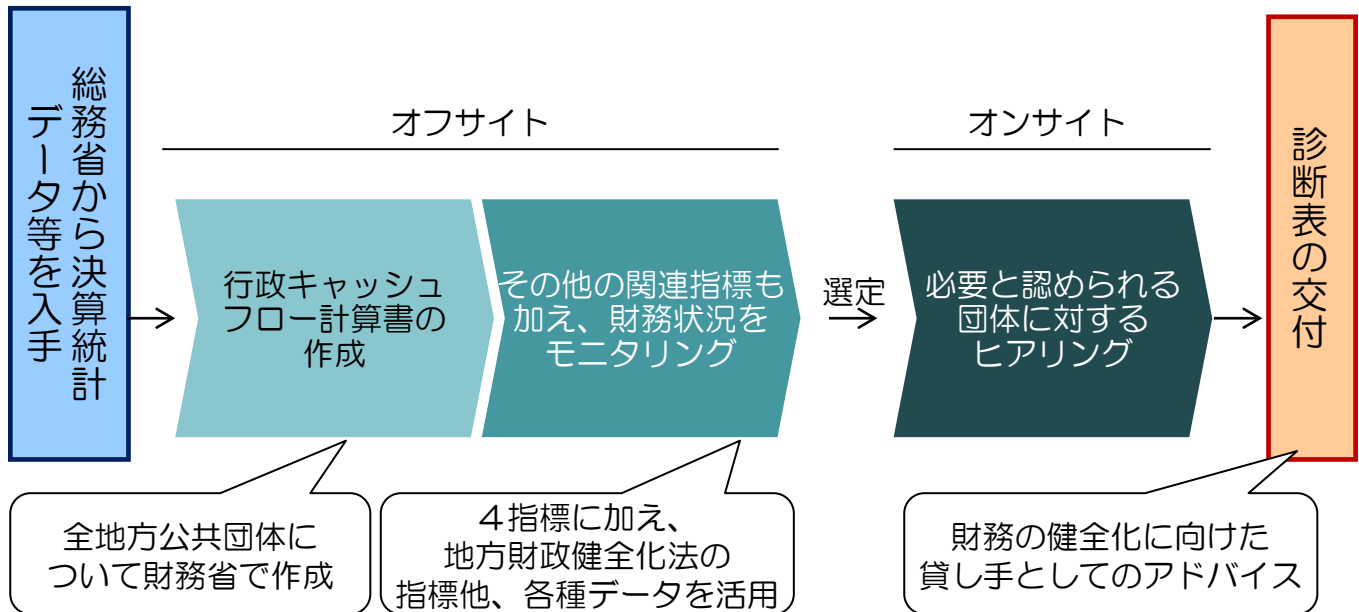 総務省から決算統計
データ等を入手
オフサイト
行政キャッシュ
フロー計算書の
作成
その他の関連指標も
加え、財務状況を
モニタリング
選定
オンサイト
必要と認められる
団体に対する
ヒアリング
診断表の交付
全地方公共団体に
ついて財務省で作成
４指標に加え、
地方財政健全化法の
指標他、各種データを活用
財務の健全化に向けた
貸し手としてのアドバイス